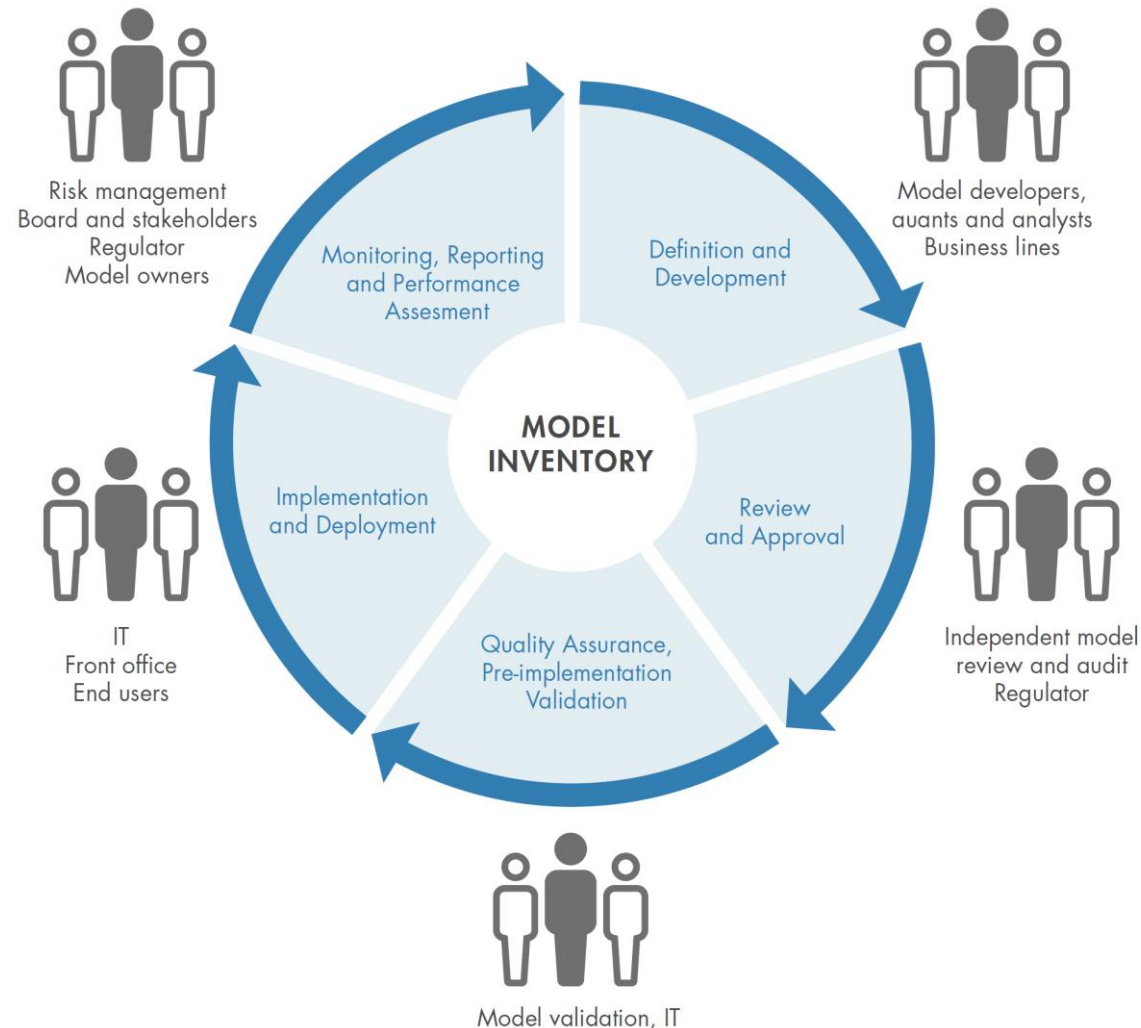 Risk management
Board and stakeholders
Regulator
Model owners
Model developers,
auants and analysts
Business lines
Monitoring, Reporting
and Performance
Assesment
Definition and
Development
MODEL
INVENTORY
Implementation
and Deployment
Review
and Approval
IT
Front office
End users
Quality Assurance,
Pre-implementation
Validation
Independent model
review and audit
Regulator
Model validation, IT